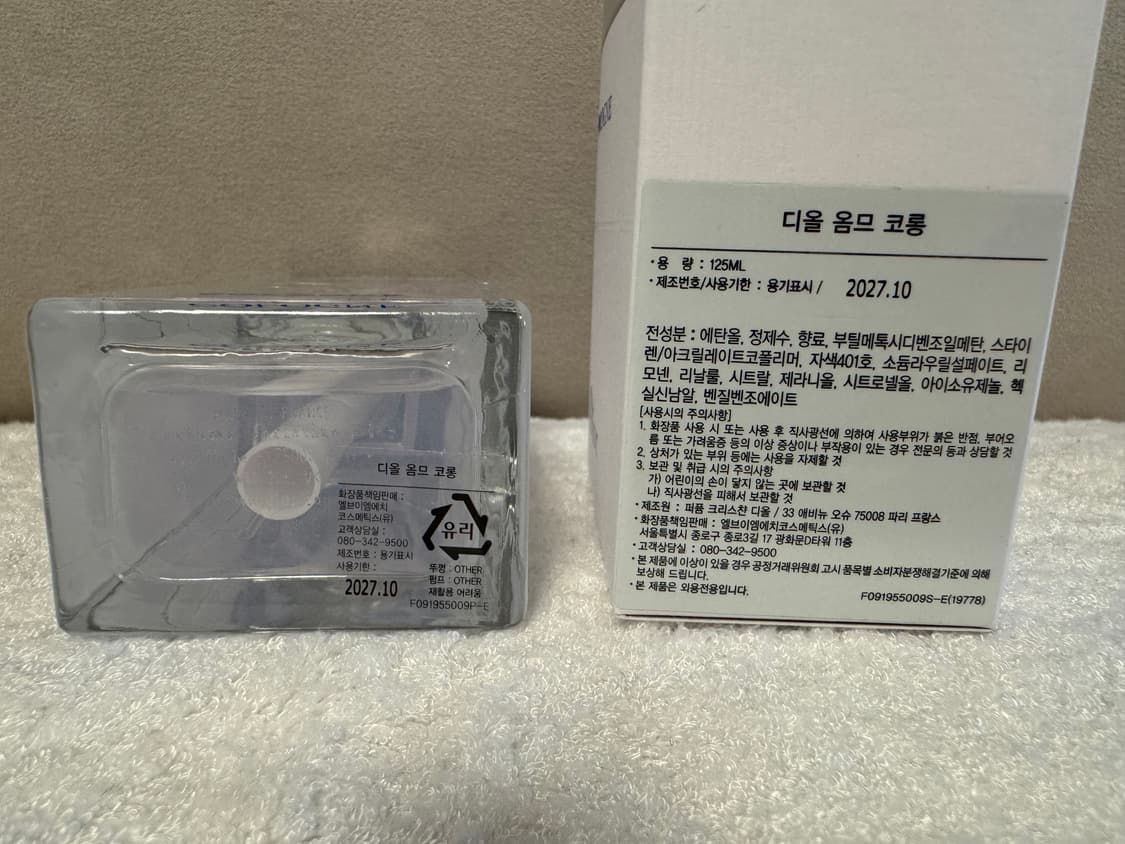 디올 옴므 코롱
화장품책임판매 :
엘브이엠에치
코스메틱스(유)
고객상담실 :
080-342-9500
제조번호 : 용기표시
사용기한 :
2027.10
유리
뚜껑 : OTHER
펌프 : OTHER
재활용 어려움
F091955009P-E
디올 옴므 코롱
・용 량 : 125ML
・제조번호/사용기한 : 용기표시 / 2027.10
전성분 : 에탄올, 정제수, 향료, 부틸메톡시디벤조일메탄, 스타이
렌/아크릴레이트코폴리머, 자색401호, 소듐라우릴설페이트, 리
모넨, 리날룰, 시트랄, 제라니올, 시트로넬올, 아이소유제놀, 헥
실신남알, 벤질벤조에이트
[사용시의 주의사항]
1. 화장품 사용 시 또는 사용 후 직사광선에 의하여 사용부위가 붉은 반점, 부어오
름 또는 가려움증 등의 이상 증상이나 부작용이 있는 경우 전문의 등과 상담할 것
2. 상처가 있는 부위 등에는 사용을 자제할 것
3. 보관 및 취급 시의 주의사항
가) 어린이의 손이 닿지 않는 곳에 보관할 것
나) 직사광선을 피해서 보관할 것
・제조원 : 퍼퓸 크리스챤 디올 / 33 애비뉴 오슈 75008 파리 프랑스
・화장품책임판매 : 엘브이엠에치코스메틱스(유)
서울특별시 종로구 종로3길 17 광화문D타워 11층
・고객상담실 : 080-342-9500
・본 제품에 이상이 있을 경우 공정거래위원회 고시 품목별 소비자분쟁해결기준에 의해
보상해 드립니다.
・본 제품은 외용전용입니다.
F091955009S-E(19778)